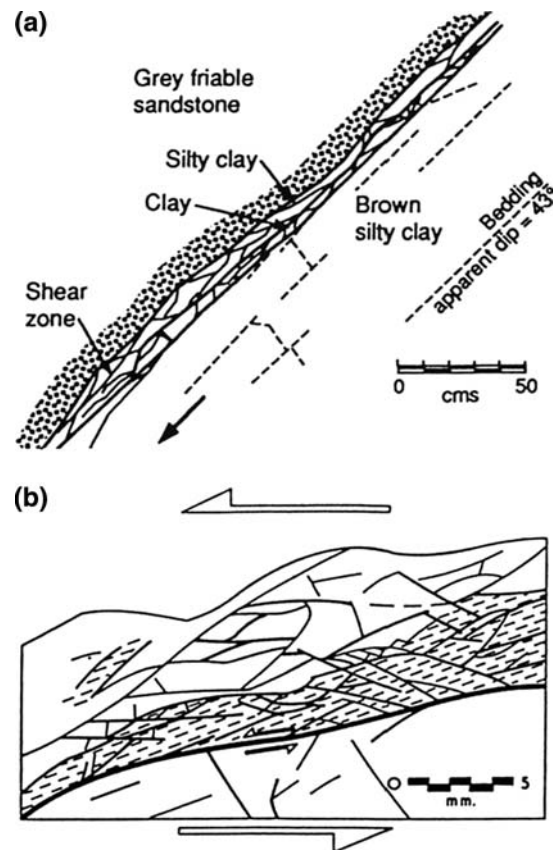 (a)
Grey friable
sandstone
Silty clay
Clay
Brown
silty clay
Bedding
apparent dip = 43°
Shear
zone
0 50
cms
(b)
0 5
mm.